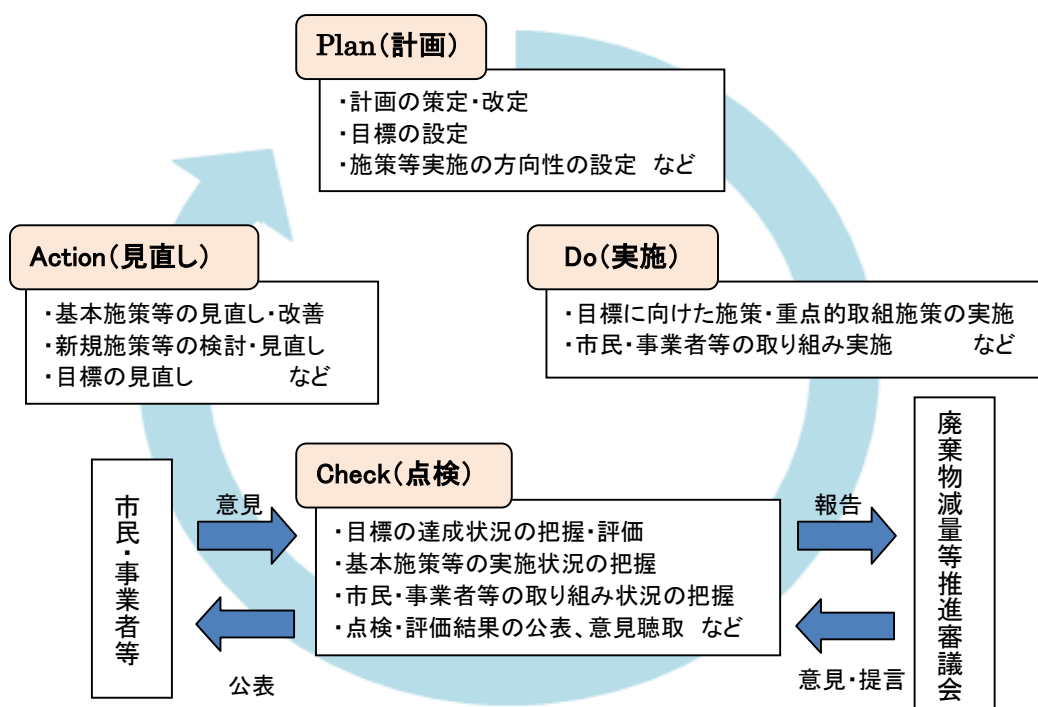 Plan(計画)
・計画の策定・改定
・目標の設定
・施策等実施の方向性の設定 など
Action(見直し)
・基本施策等の見直し・改善
・新規施策等の検討・見直し
・目標の見直し など
Do(実施)
・目標に向けた施策・重点的取組施策の実施
・市民・事業者等の取り組み実施 など
Check(点検)
・目標の達成状況の把握・評価
・基本施策等の実施状況の把握
・市民・事業者等の取り組み状況の把握
・点検・評価結果の公表、意見聴取 など
市民・事業者等
意見
公表
報告
意見・提言
廃棄物減量等推進審議会